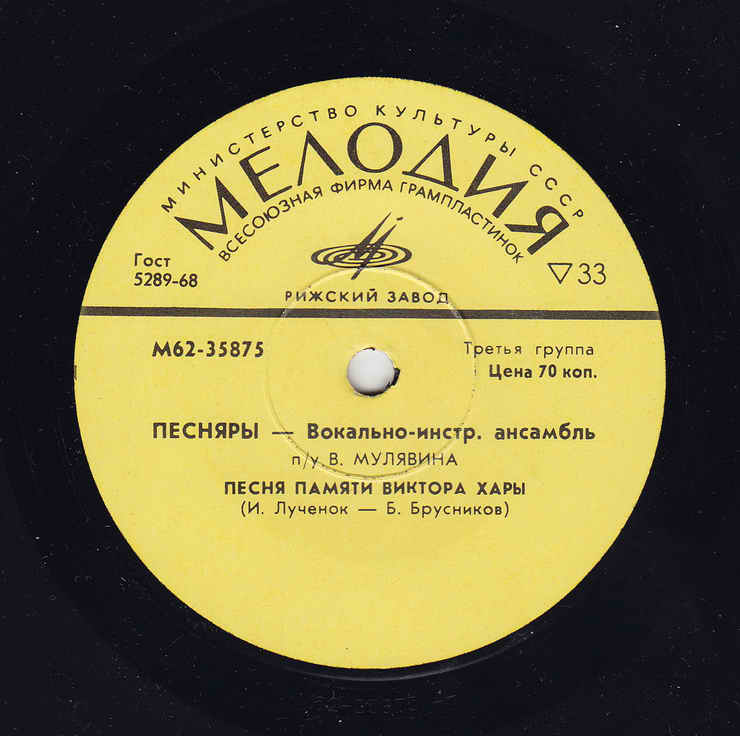 МИНИСТЕРСТВО КУЛЬТУРЫ СССР
МЕЛОДИЯ
ВСЕСОЮЗНАЯ ФИРМА ГРАМПЛАСТИНОК
Гост
5289-68
33
РИЖСКИЙ ЗАВОД
М62-35875
Третья группа
Цена 70 коп.
ПЕСНЯРЫ — Вокально-инстр. ансамбль
п/у В. МУЛЯВИНА
ПЕСНЯ ПАМЯТИ ВИКТОРА ХАРЫ
(И. Лученок — Б. Брусников)